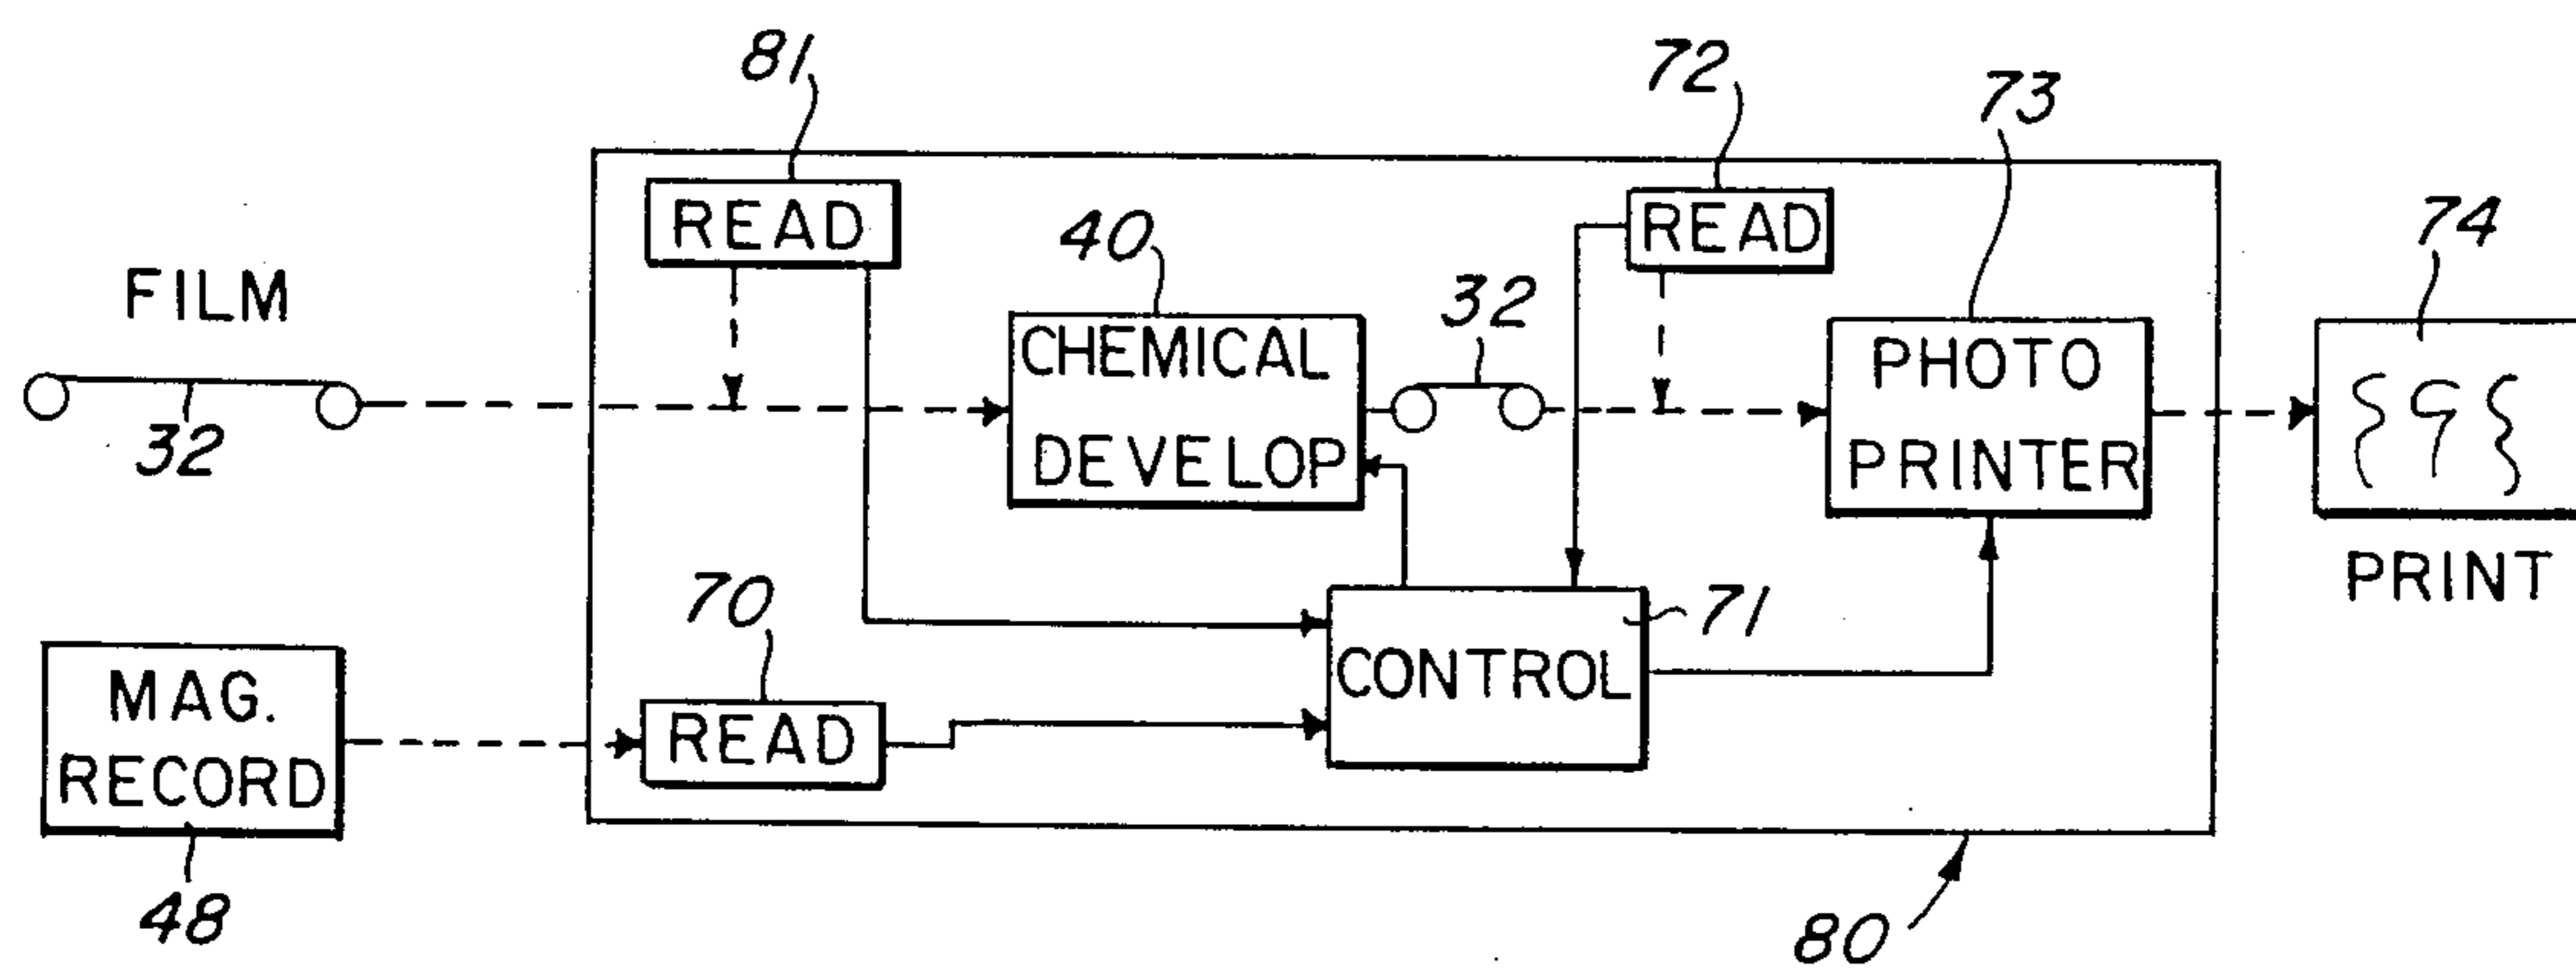 81
72
73
READ
READ
74
40
FILM
32
CHEMICAL
DEVELOP
PHOTO
PRINTER
32
PRINT
70
71
MAG.
RECORD
READ
CONTROL
48
80